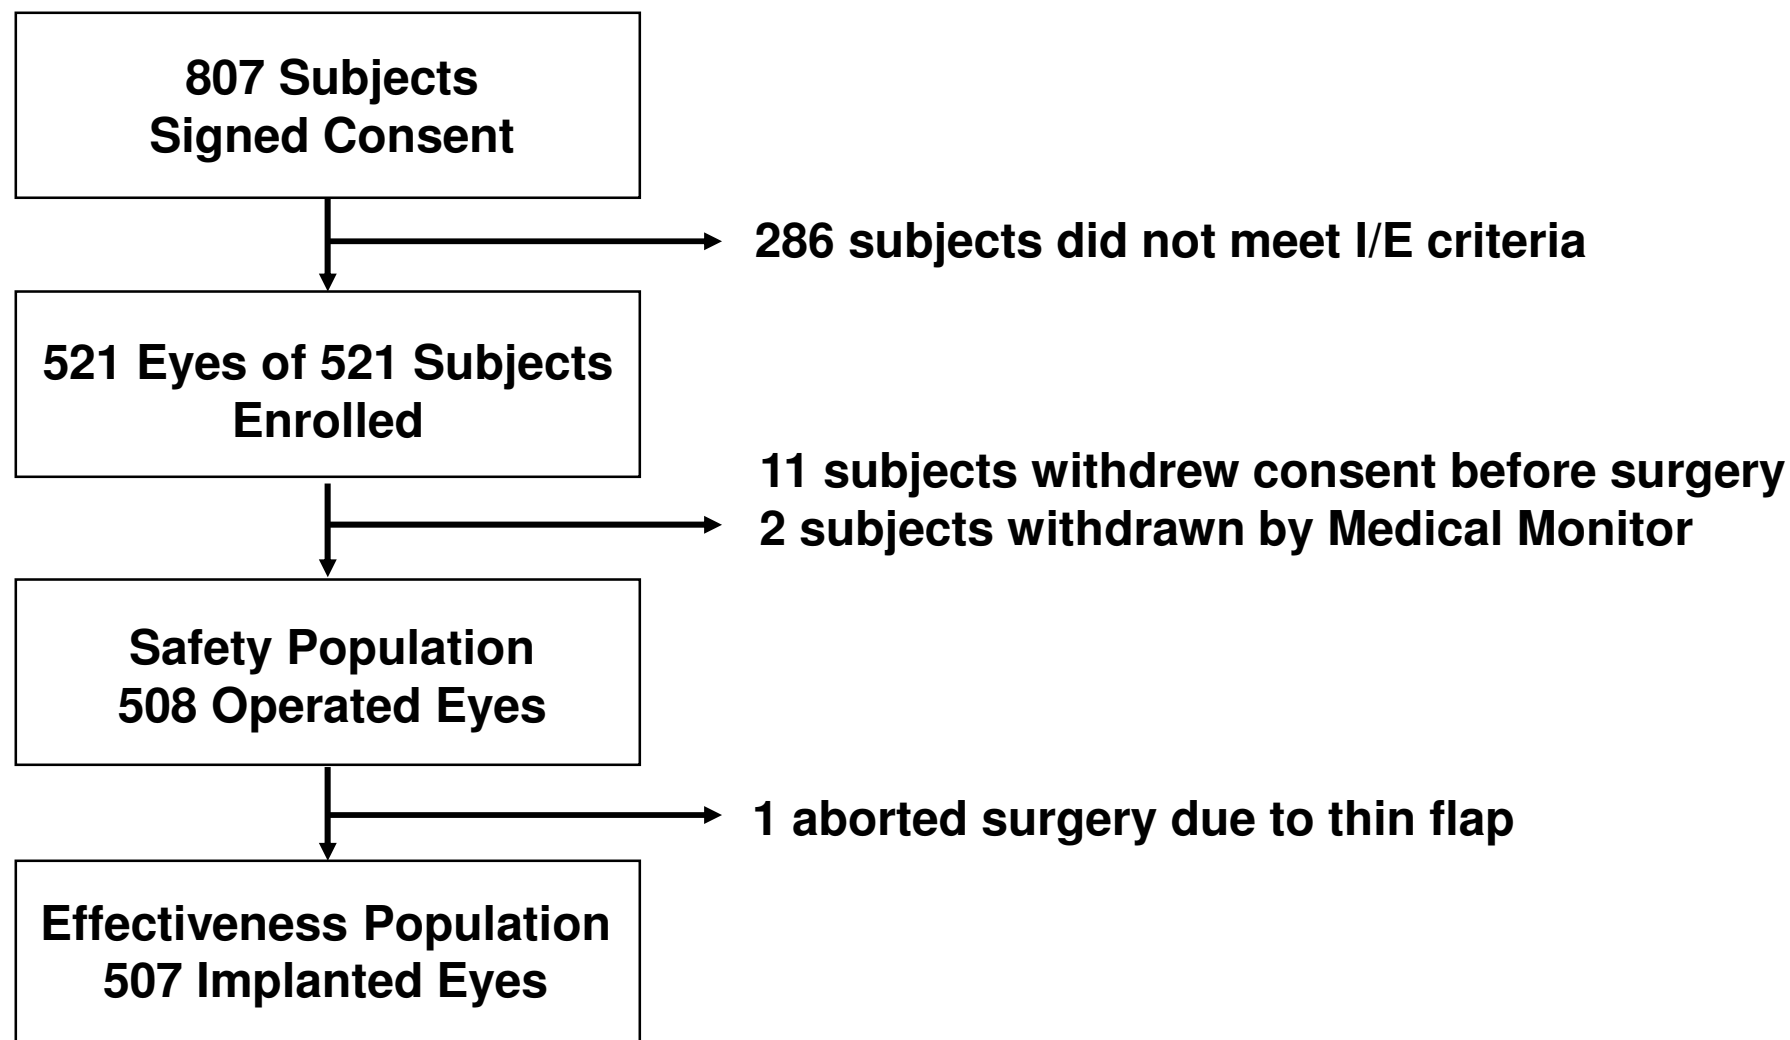 807 Subjects
Signed Consent
286 subjects did not meet I/E criteria
521 Eyes of 521 Subjects
Enrolled
11 subjects withdrew consent before surgery
2 subjects withdrawn by Medical Monitor
Safety Population
508 Operated Eyes
1 aborted surgery due to thin flap
Effectiveness Population
507 Implanted Eyes